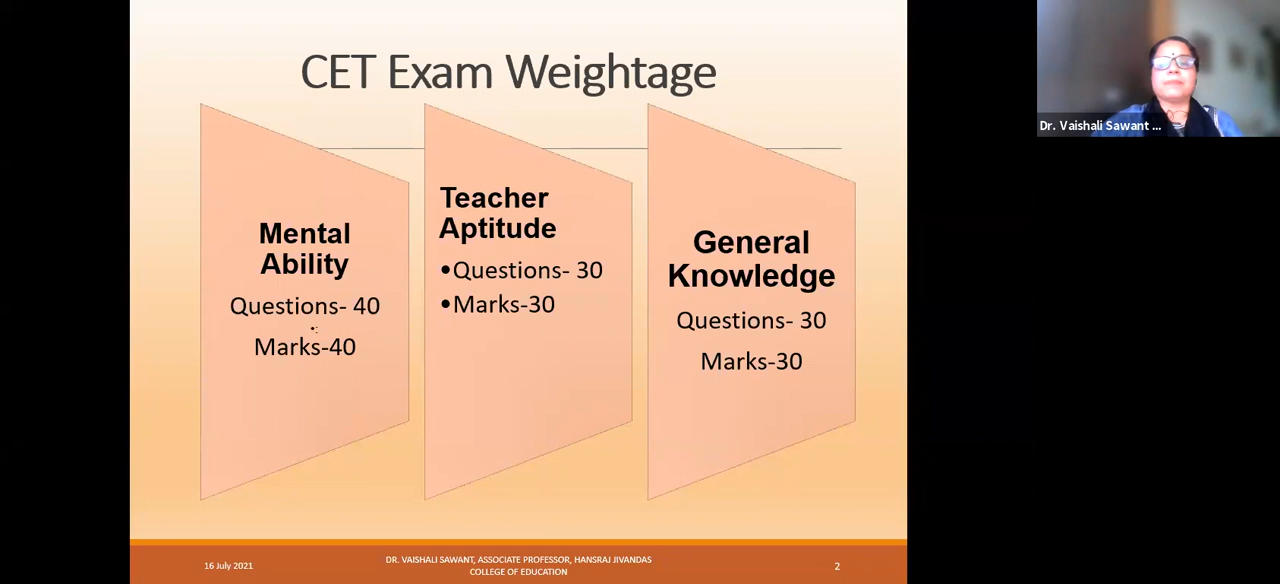 CET Exam Weightage
Mental
Ability
Questions- 40
Marks-40
Teacher
Aptitude
•Questions- 30
•Marks-30
General
Knowledge
Questions- 30
Marks-30
Dr. Vaishali Sawant ...
16 July 2021
DR. VAISHALI SAWANT, ASSOCIATE PROFESSOR, HANSRAJ JIVANDAS
COLLEGE OF EDUCATION
2